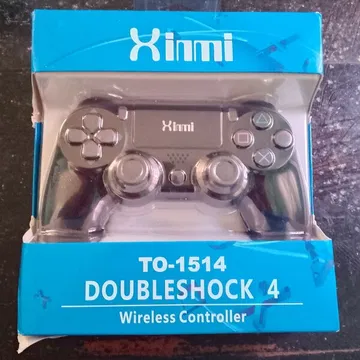 Xinmi
Xinmi
TO-1514
DOUBLESHOCK 4
Wireless Controller